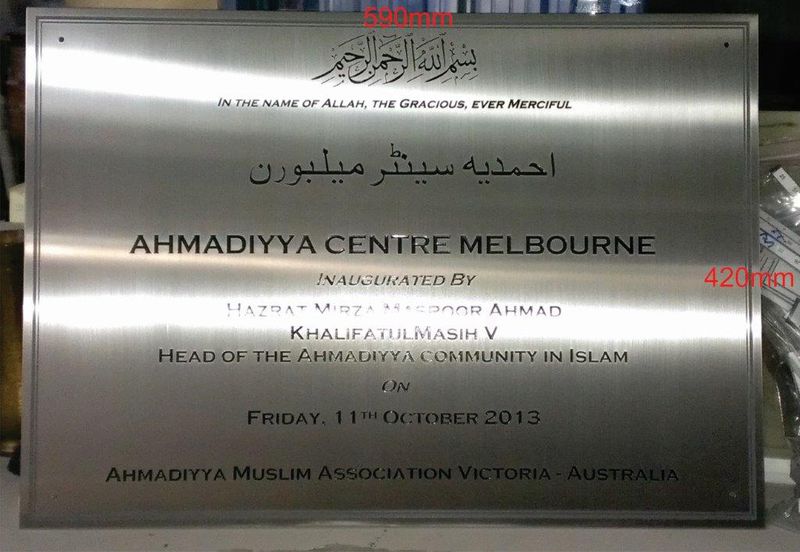 590mm
بسم الله الرحمن الرحيم
IN THE NAME OF ALLAH, THE GRACIOUS, EVER MERCIFUL
احمدیہ سینٹر میلبورن
AHMADIYYA CENTRE MELBOURNE
INAUGURATED BY
420mm
HAZRAT MIRZA MASROOR AHMAD
KHALIFATULMASIH V
HEAD OF THE AHMADIYYA COMMUNITY IN ISLAM
ON
FRIDAY, 11TH OCTOBER 2013
AHMADIYYA MUSLIM ASSOCIATION VICTORIA - AUSTRALIA